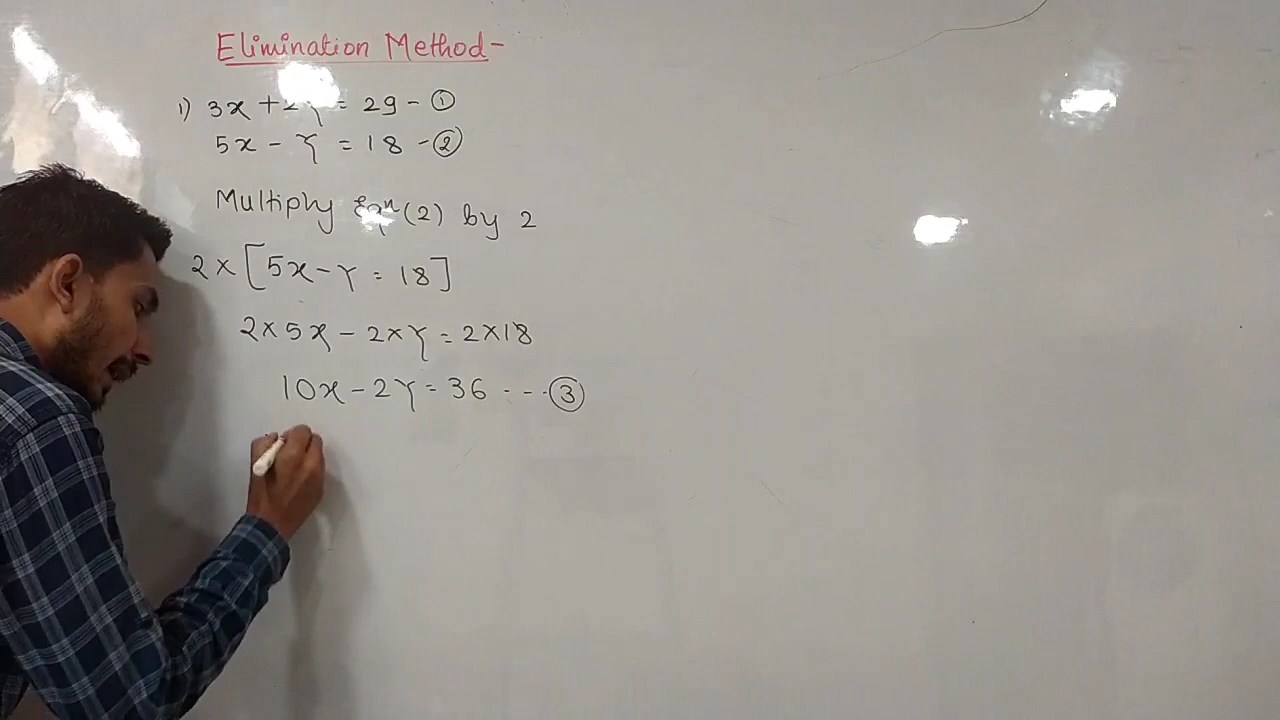 Elimination Method-
1) 3x + 2y = 29 - ①
5x - y = 18 - ②
Multiply Eqn (2) by 2
2 × [5x - y = 18]
2 × 5x - 2 × y = 2 × 18
10x - 2y = 36 - - - ③